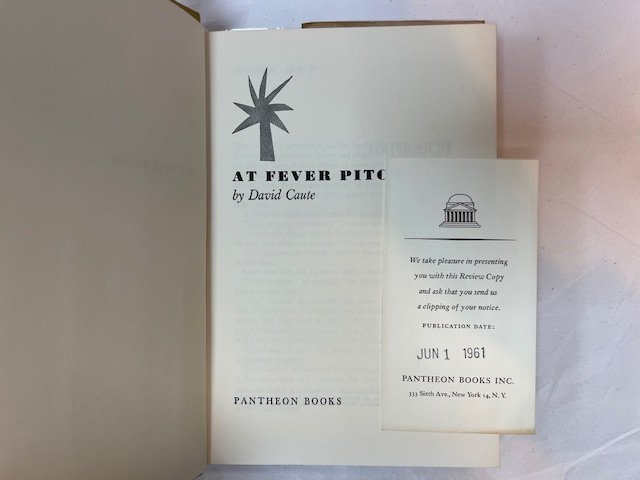 AT FEVER PITC
by David Caute
PANTHEON BOOKS
We take pleasure in presenting
you with this Review Copy
and ask that you send us
a clipping of your notice.
PUBLICATION DATE:
JUN 1 1961
PANTHEON BOOKS INC.
333 Sixth Ave., New York 14, N. Y.